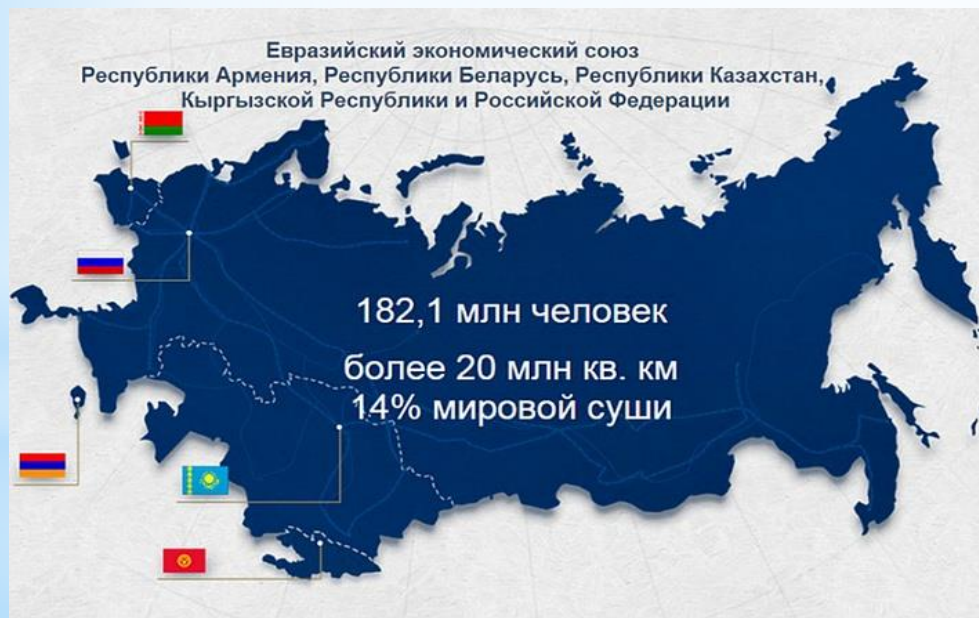 Евразийский экономический союз
Республики Армения, Республики Беларусь, Республики Казахстан,
Кыргызской Республики и Российской Федерации
182,1 млн человек
более 20 млн кв. км
14% мировой суши